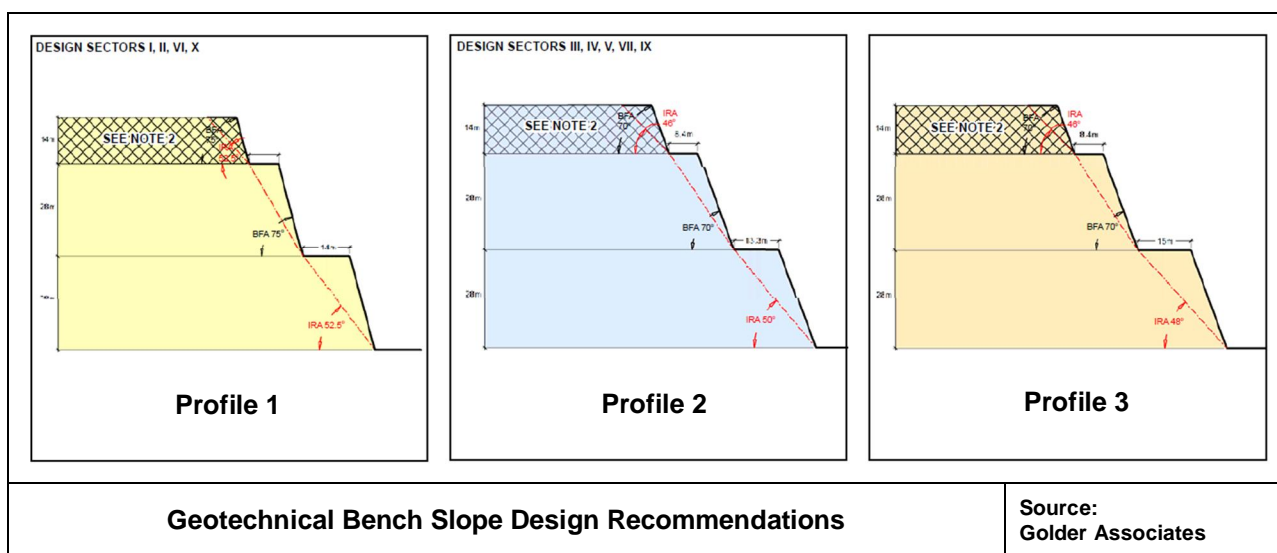 DESIGN SECTORS I, II, VI, X
14m
SEE NOTE 2
BFA
28m
BFA 75°
14m
IRA 52.5°
Profile 1
DESIGN SECTORS III, IV, V, VII, IX
14m
SEE NOTE 2
BFA
70°
IRA
46°
8.4m
28m
BFA 70°
13.3m
28m
IRA 50°
Profile 2
14m
SEE NOTE 2
BFA
70°
IRA
46°
8.4m
28m
BFA 70°
15m
28m
IRA 48°
Profile 3
Geotechnical Bench Slope Design Recommendations
Source:
Golder Associates